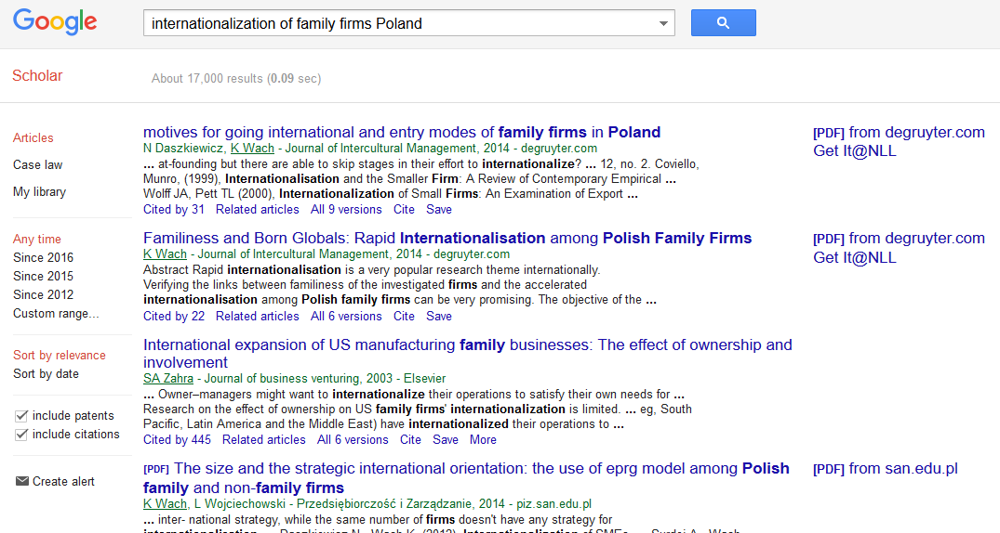 Google
internationalization of family firms Poland
Scholar
About 17,000 results (0.09 sec)
Articles
Case law
My library
Any time
Since 2016
Since 2015
Since 2012
Custom range...
Sort by relevance
Sort by date
include patents
include citations
Create alert
motives for going international and entry modes of family firms in Poland
N Daszkiewicz, K Wach - Journal of Intercultural Management, 2014 - degruyter.com
... at-founding but there are able to skip stages in their effort to internationalize? ... 12, no. 2. Coviello,
Munro, (1999), Internationalisation and the Smaller Firm: A Review of Contemporary Empirical ...
Wolff JA, Pett TL (2000), Internationalization of Small Firms: An Examination of Export ...
Cited by 31 Related articles All 9 versions Cite Save
[PDF] from degruyter.com
Get It@NLL
Familiness and Born Globals: Rapid Internationalisation among Polish Family Firms
K Wach - Journal of Intercultural Management, 2014 - degruyter.com
Abstract Rapid internationalisation is a very popular research theme internationally.
Verifying the links between familiness of the investigated firms and the accelerated
internationalisation among Polish family firms can be very promising. The objective of the ...
Cited by 22 Related articles All 6 versions Cite Save
[PDF] from degruyter.com
Get It@NLL
International expansion of US manufacturing family businesses: The effect of ownership and
involvement
SA Zahra - Journal of business venturing, 2003 - Elsevier
... Owner–managers might want to internationalize their operations to satisfy their own needs for ...
Research on the effect of ownership on US family firms' internationalization is limited. ... eg, South
Pacific, Latin America and the Middle East) have internationalized their operations to ...
Cited by 445 Related articles All 6 versions Cite Save More
[PDF] The size and the strategic international orientation: the use of eprg model among Polish
family and non-family firms
K Wach, L Wojciechowski - Przedsiębiorczość i Zarządzanie, 2014 - piz.san.edu.pl
... inter- national strategy, while the same number of firms doesn't have any strategy for
[PDF] from san.edu.pl